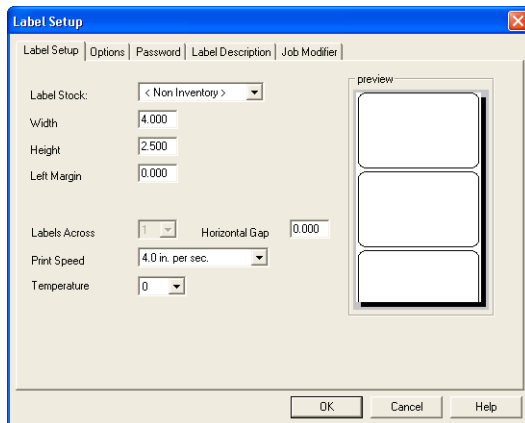 Label Setup
Label Setup Options Password Label Description Job Modifier
Label Stock: < Non Inventory > preview
Width 4.000
Height 2.500
Left Margin 0.000
Labels Across 1 Horizontal Gap 0.000
Print Speed 4.0 in. per sec.
Temperature 0
OK Cancel Help